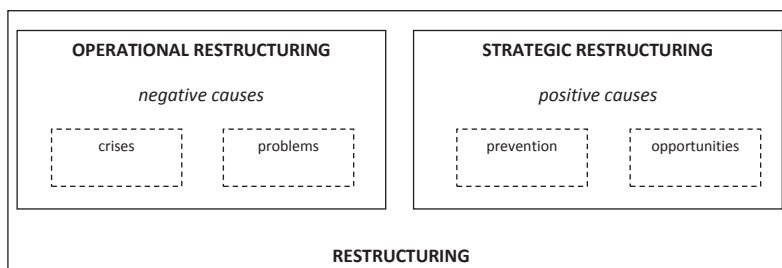 OPERATIONAL RESTRUCTURING
negative causes
crises
problems
STRATEGIC RESTRUCTURING
positive causes
prevention
opportunities
RESTRUCTURING